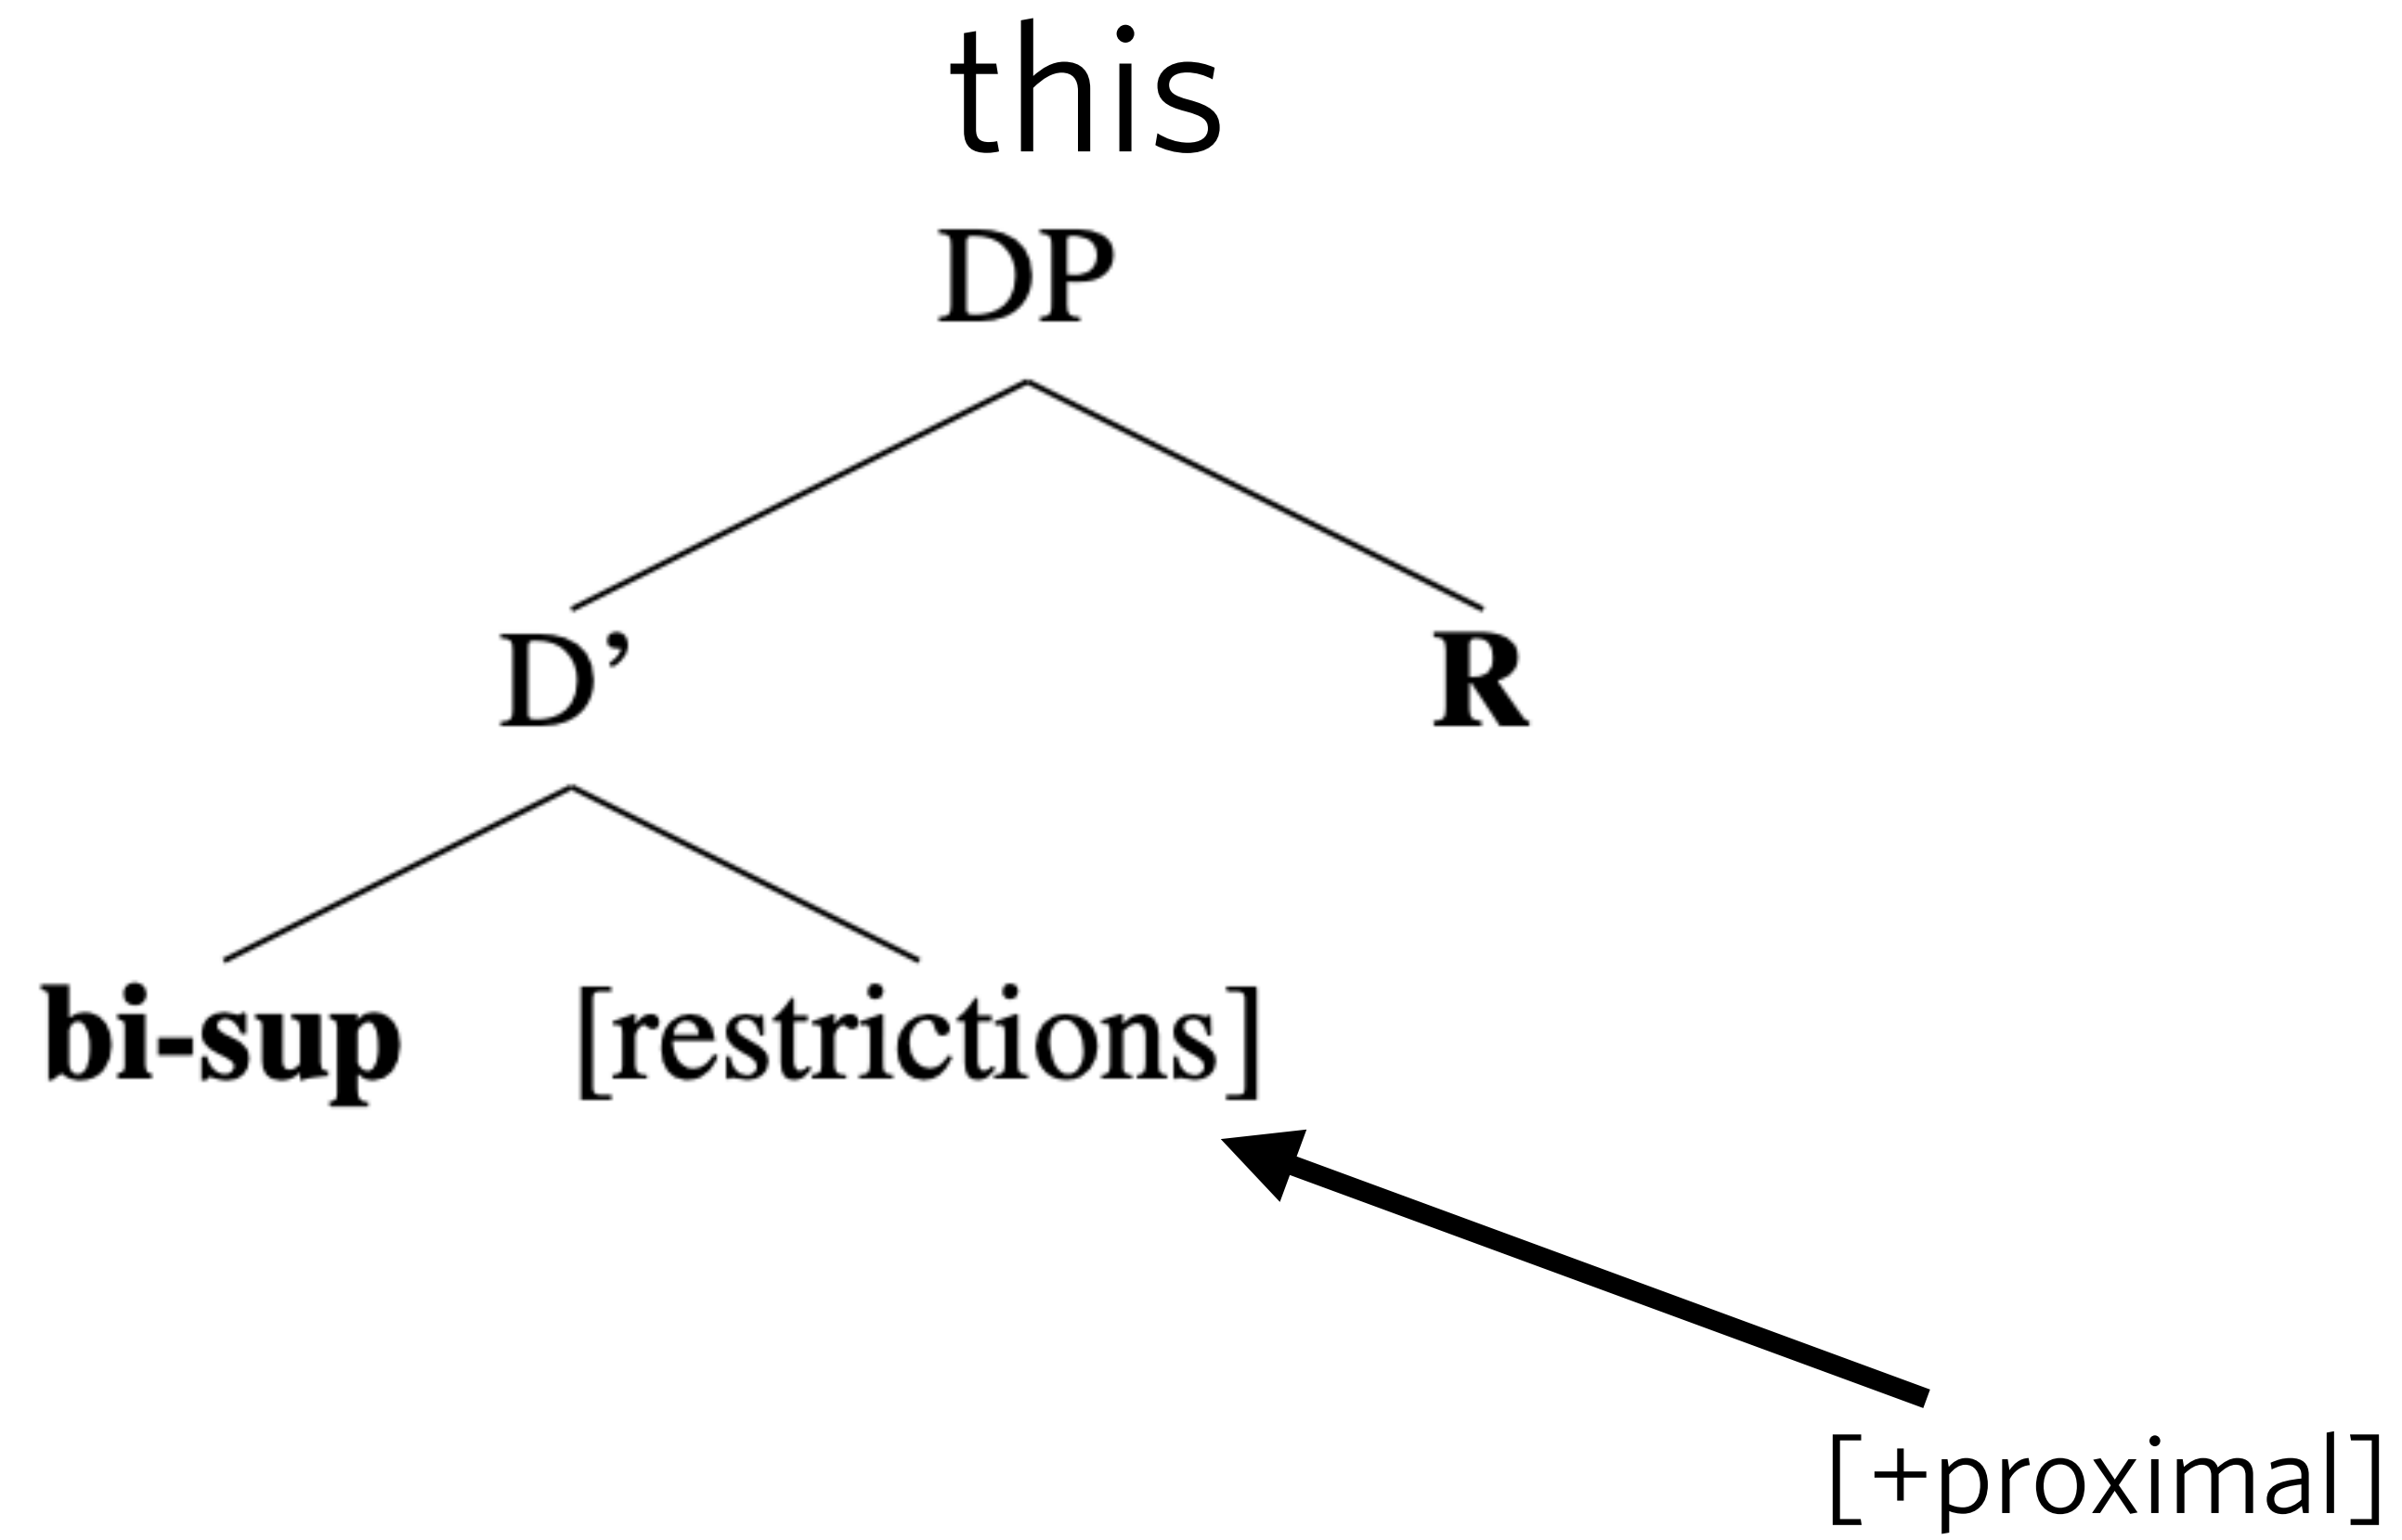 this
DP
D’
R
bi-sup [restrictions]
[+proximal]